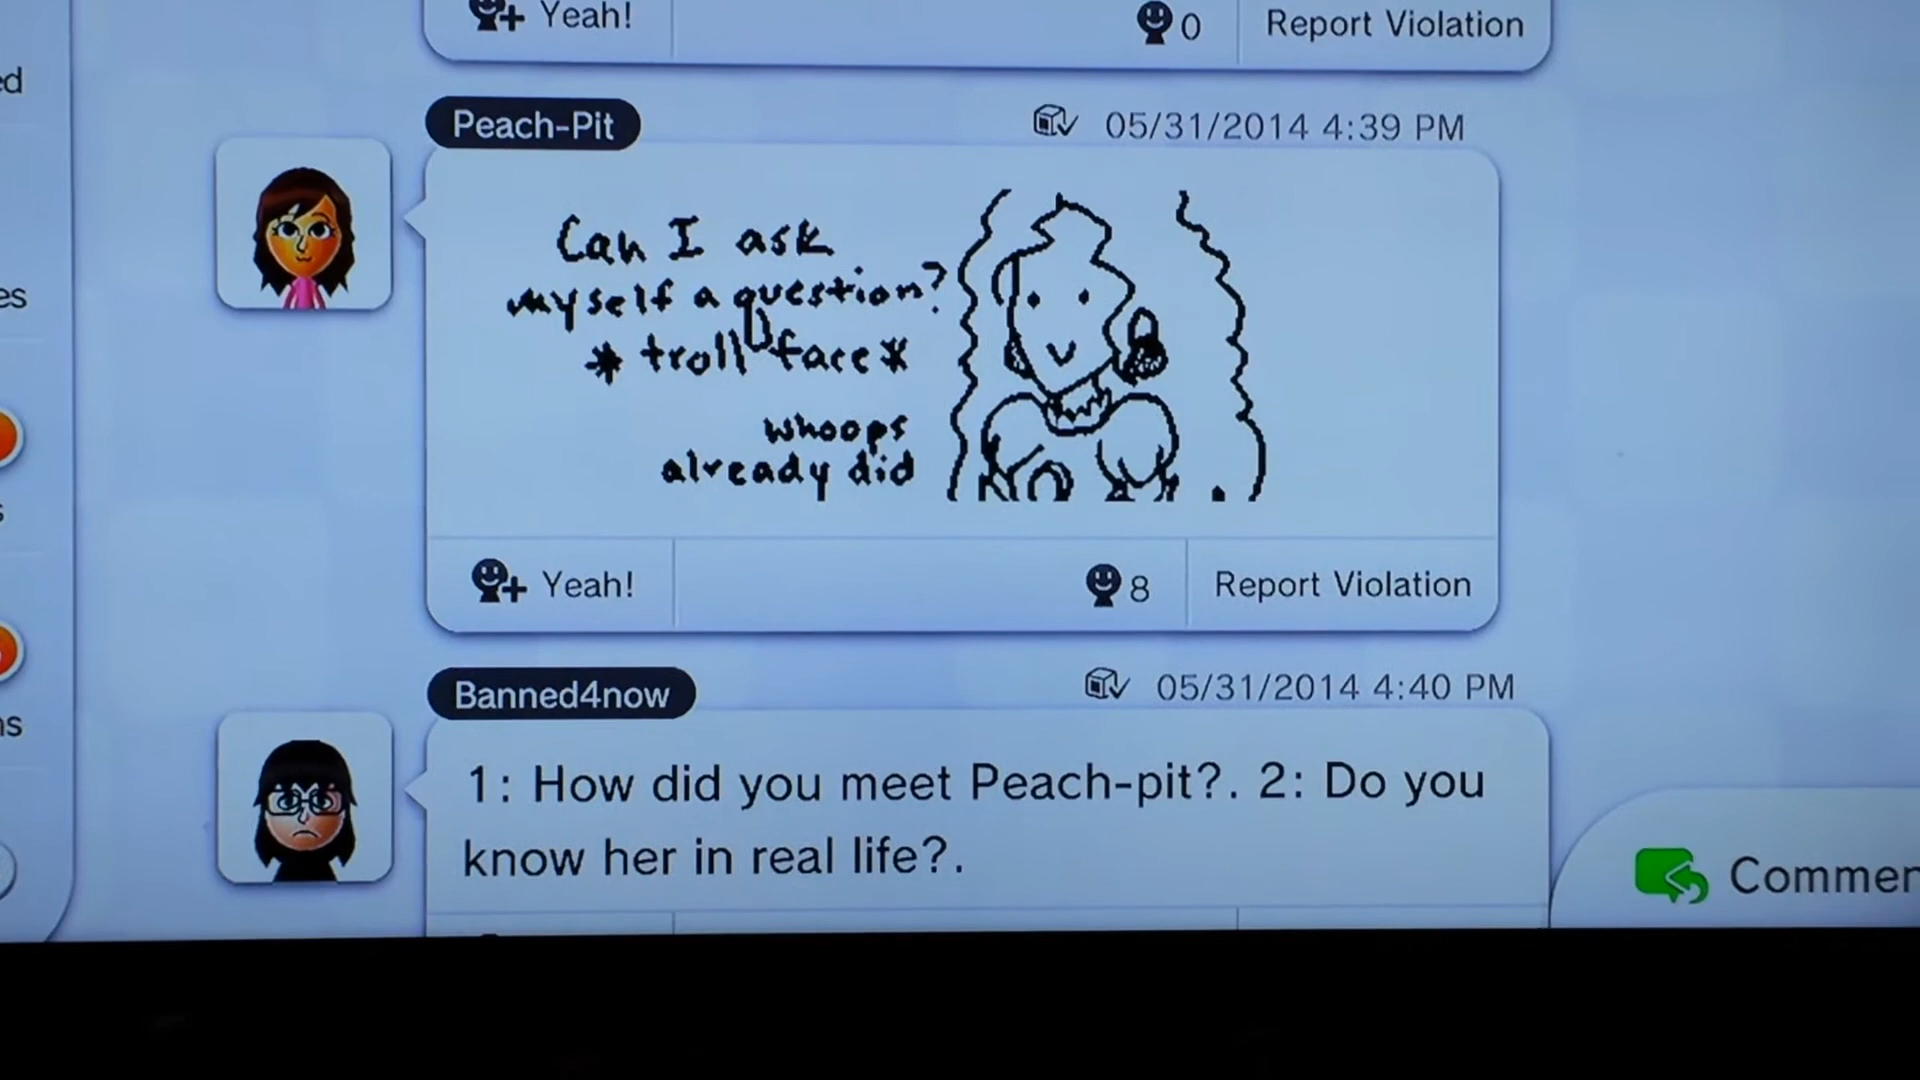 Yeah!
0
Report Violation
ed
Peach-Pit
05/31/2014 4:39 PM
Can I ask
myself a question?
* troll face *
whoops
already did
es
s
Yeah!
8
Report Violation
Banned4now
05/31/2014 4:40 PM
1: How did you meet Peach-pit?. 2: Do you
know her in real life?.
ns
Commen